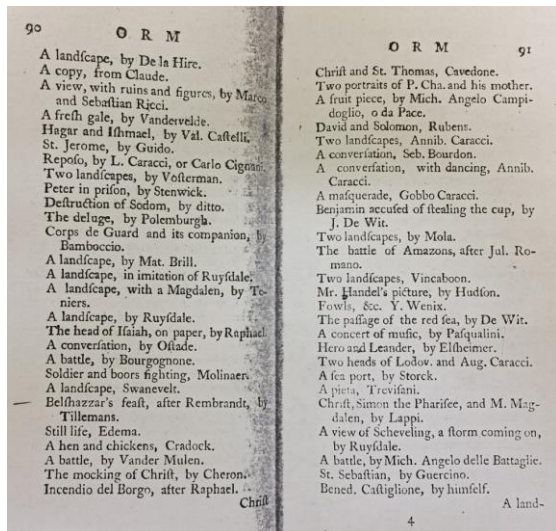 90
O R M
A landſcape, by De la Hire.
A copy, from Claude.
A view, with ruins and figures, by Marco
and Sebaſtian Ricci.
A freſh gale, by Vandervelde.
Hagar and Iſhmael, by Val. Caſtelli.
St. Jerome, by Guido.
Repoſo, by L. Caracci, or Carlo Cignani.
Two landſcapes, by Voſterman.
Peter in priſon, by Stenwick.
Deſtruction of Sodom, by ditto.
The deluge, by Polemburgh.
Corps de Guard and its companion, by
Bamboccio.
A landſcape, by Mat. Brill.
A landſcape, in imitation of Ruyſdale.
A landſcape, with a Magdalen, by Te-
niers.
A landſcape, by Ruyſdale.
The head of Iſaiah, on paper, by Raphael.
A converſation, by Oſtade.
A battle, by Bourgognone.
Soldier and boors fighting, Molinaer.
A landſcape, Swanevelt.
Belſhazzar's feaſt, after Rembrandt, by
Tillemans.
Still life, Edema.
A hen and chickens, Cradock.
A battle, by Vander Mulen.
The mocking of Chriſt, by Cheron.
Incendio del Borgo, after Raphael.
Chriſt
O R M
91
Chriſt and St. Thomas, Cavedone.
Two portraits of P. Cha. and his mother.
A fruit piece, by Mich. Angelo Campi-
doglio, o da Pace.
David and Solomon, Rubens.
Two landſcapes, Annib. Caracci.
A converſation, Seb. Bourdon.
A converſation, with dancing, Annib.
Caracci.
A maſquerade, Gobbo Caracci.
Benjamin accuſed of ſtealing the cup, by
J. De Wit.
Two landſcapes, by Mola.
The battle of Amazons, after Jul. Ro-
mano.
Two landſcapes, Vincaboon.
Mr. Handel's picture, by Hudſon.
Fowls, &c. Y. Wenix.
The paſſage of the red ſea, by De Wit.
A concert of muſic, by Paſqualini.
Hero and Leander, by Elſheimer.
Two heads of Lodov. and Aug. Caracci.
A ſea port, by Storck.
A pieta, Treviſani.
Chriſt, Simon the Phariſee, and M. Mag-
dalen, by Lappi.
A view of Scheveling, a ſtorm coming on,
by Ruyſdale.
A battle, by Mich. Angelo delle Battaglie.
St. Sebaſtian, by Guercino.
Bened. Caſtiglione, by himſelf.
A land-
4